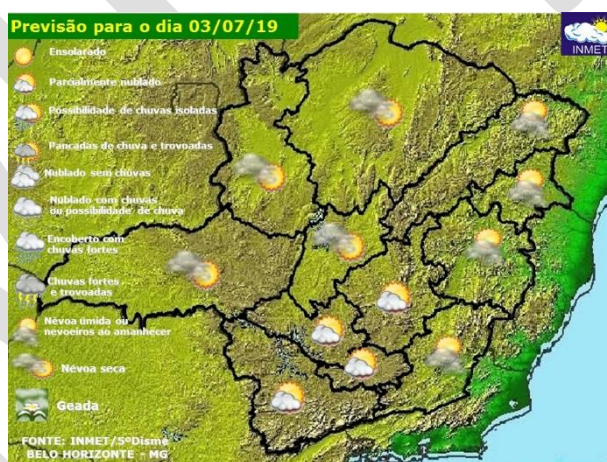 Previsão para o dia 03/07/19
INMET
Ensolarado
Parcialmente nublado
Possibilidade de chuvas isoladas
Pancadas de chuva e trovoadas
Nublado sem chuvas
Nublado com chuvas
ou possibilidade de chuva
Encoberto com
chuvas fortes
Chuvas fortes
e trovoadas
Névoa úmida ou
nevoeiros ao amanhecer
Névoa seca
Geada
FONTE: INMET/5ºDisme
BELO HORIZONTE - MG